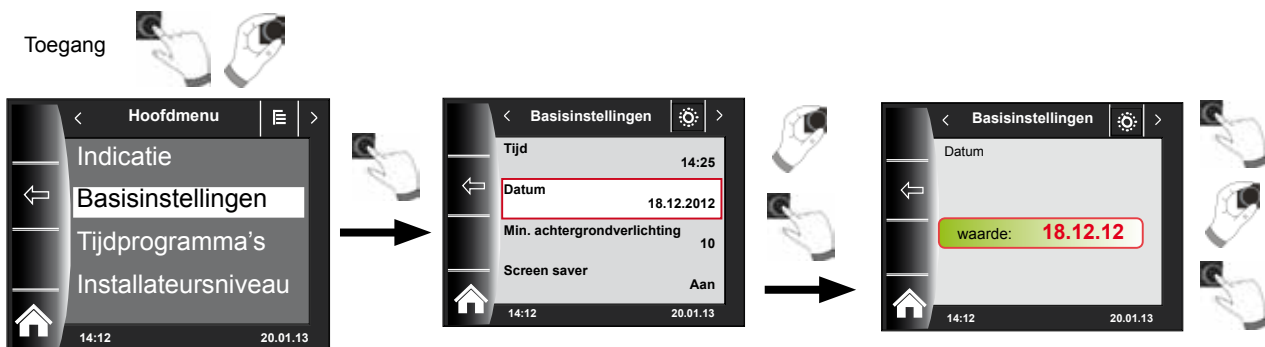 Toegang
Hoofdmenu
Indicatie
Basisinstellingen
Tijdprogramma's
Installateursniveau
14:12 20.01.13
Basisinstellingen
Tijd
14:25
Datum
18.12.2012
Min. achtergrondverlichting
10
Screen saver
Aan
14:12 20.01.13
Basisinstellingen
Datum
waarde: 18.12.12
14:12 20.01.13